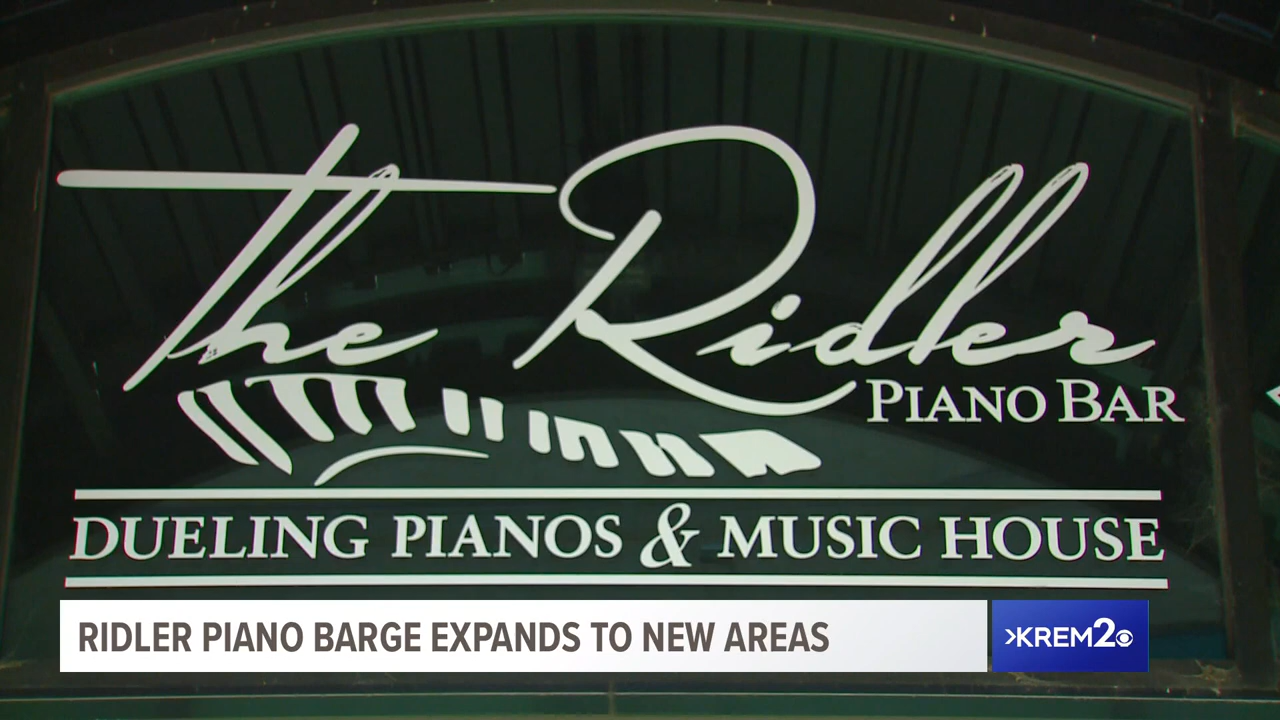 The Ridler
PIANO BAR
DUELING PIANOS & MUSIC HOUSE
RIDLER PIANO BARGE EXPANDS TO NEW AREAS
KREM2